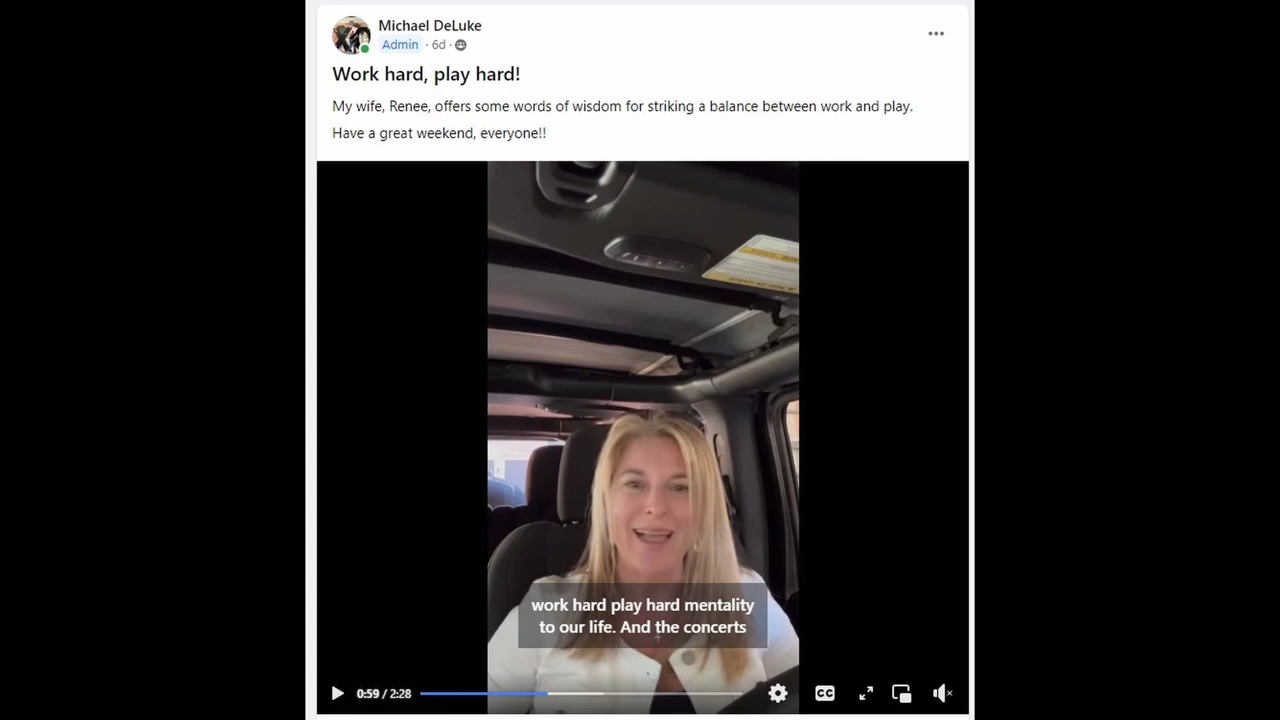 Michael DeLuke
Admin · 6d ·
Work hard, play hard!
My wife, Renee, offers some words of wisdom for striking a balance between work and play.
Have a great weekend, everyone!!
work hard play hard mentality
to our life. And the concerts
0:59 / 2:28
CC